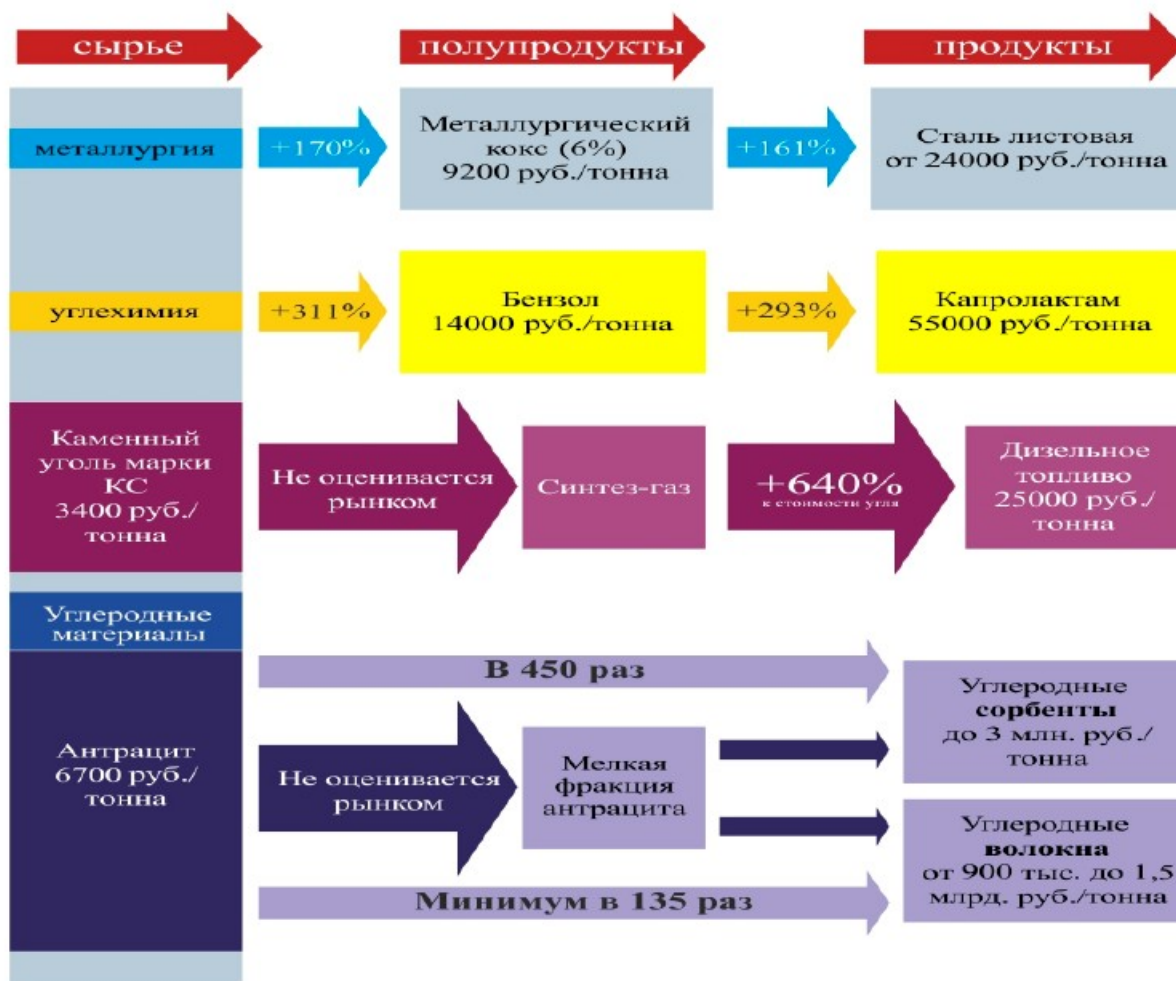 сырье
полупродукты
продукты
металлургия
+170%
Металлургический
кокс (6%)
9200 руб./тонна
+161%
Сталь листовая
от 24000 руб./тонна
углехимия
+311%
Бензол
14000 руб./тонна
+293%
Капролактам
55000 руб./тонна
Каменный
уголь марки
КС
3400 руб./
тонна
Не оценивается
рынком
Синтез-газ
+640%
к стоимости угля
Дизельное
топливо
25000 руб./
тонна
Углеродные
материалы
Антрацит
6700 руб./
тонна
В 450 раз
Не оценивается
рынком
Мелкая
фракция
антрацита
Минимум в 135 раз
Углеродные
сорбенты
до 3 млн. руб./
тонна
Углеродные
волокна
от 900 тыс. до 1,5
млрд. руб./тонна